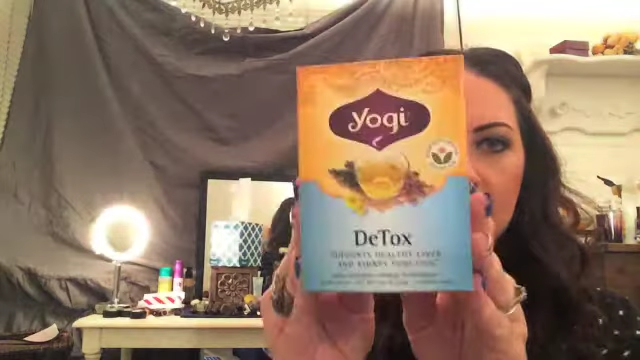 yogi
DeTox
SUPPORTS HEALTHY LIVER
AND KIDNEY FUNCTION